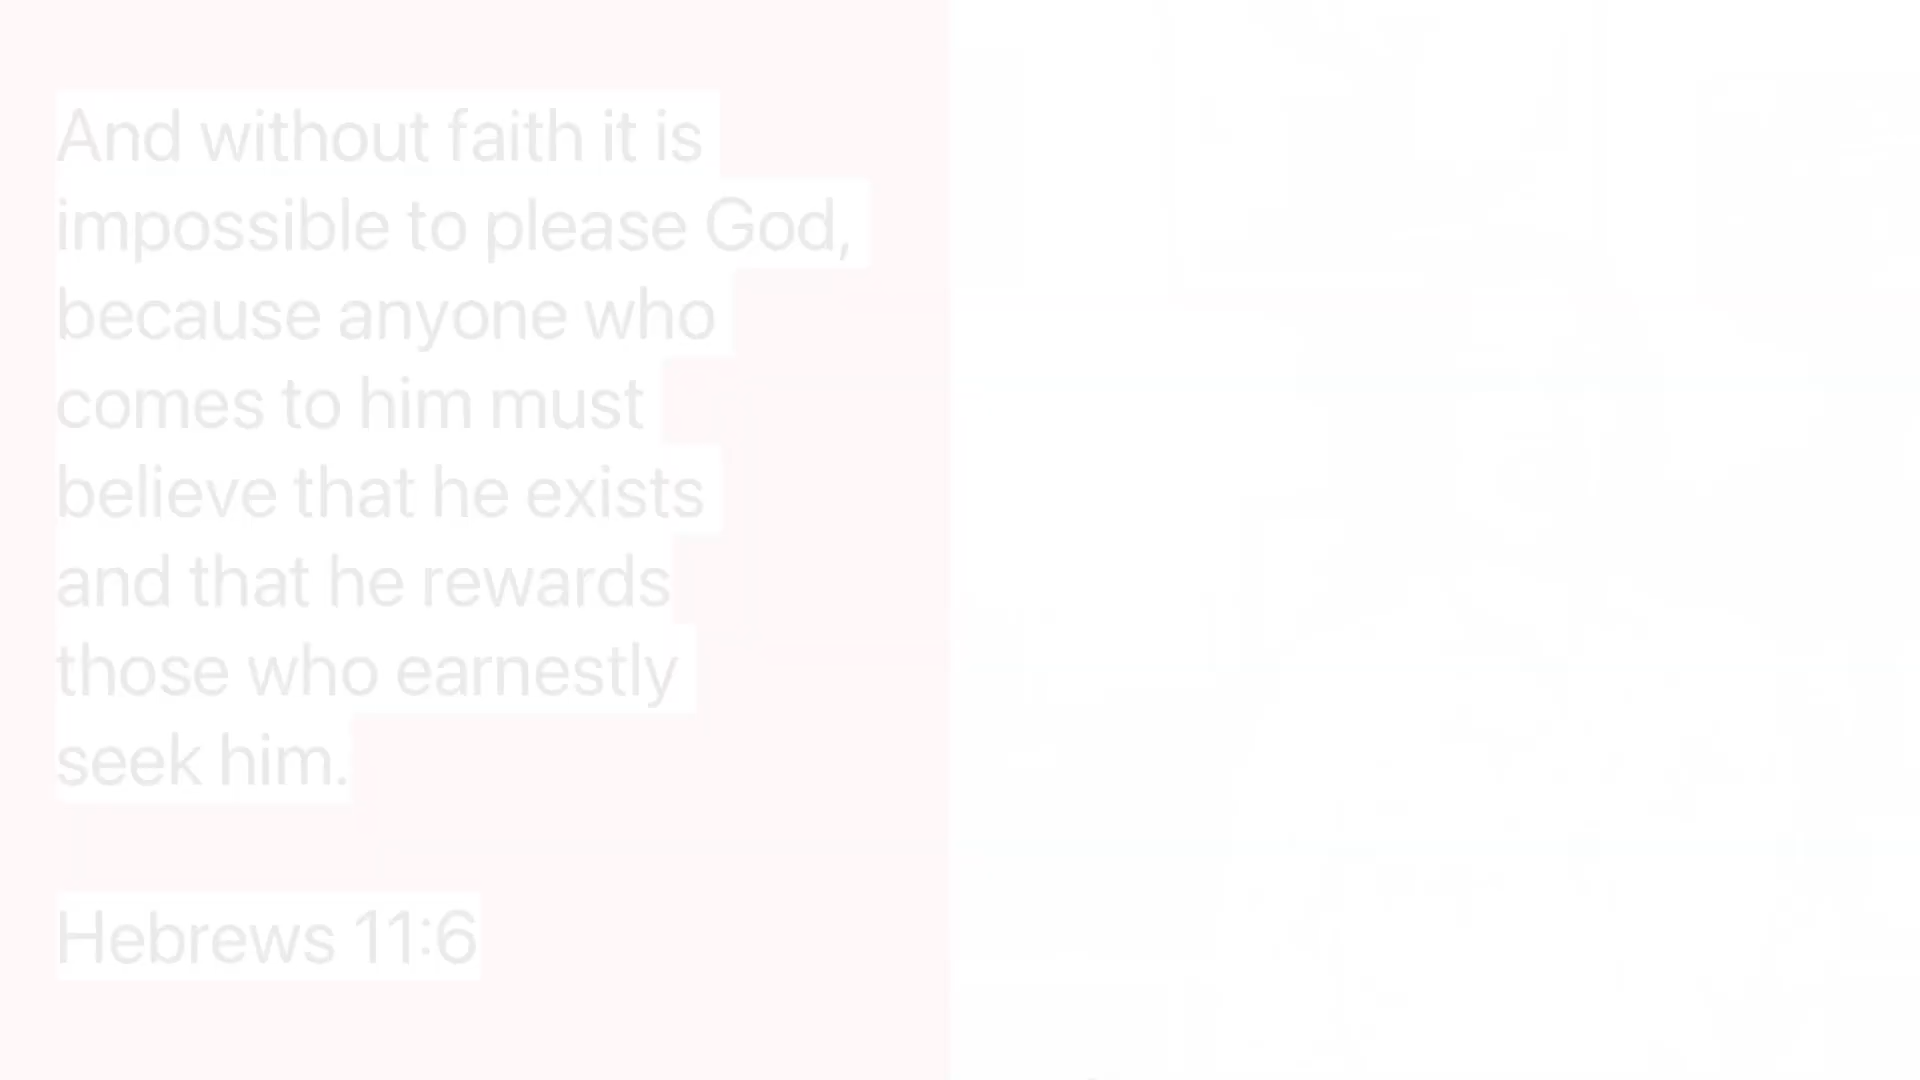 And without faith it is
impossible to please God,
because anyone who
comes to him must
believe that he exists
and that he rewards
those who earnestly
seek him.
Hebrews 11:6